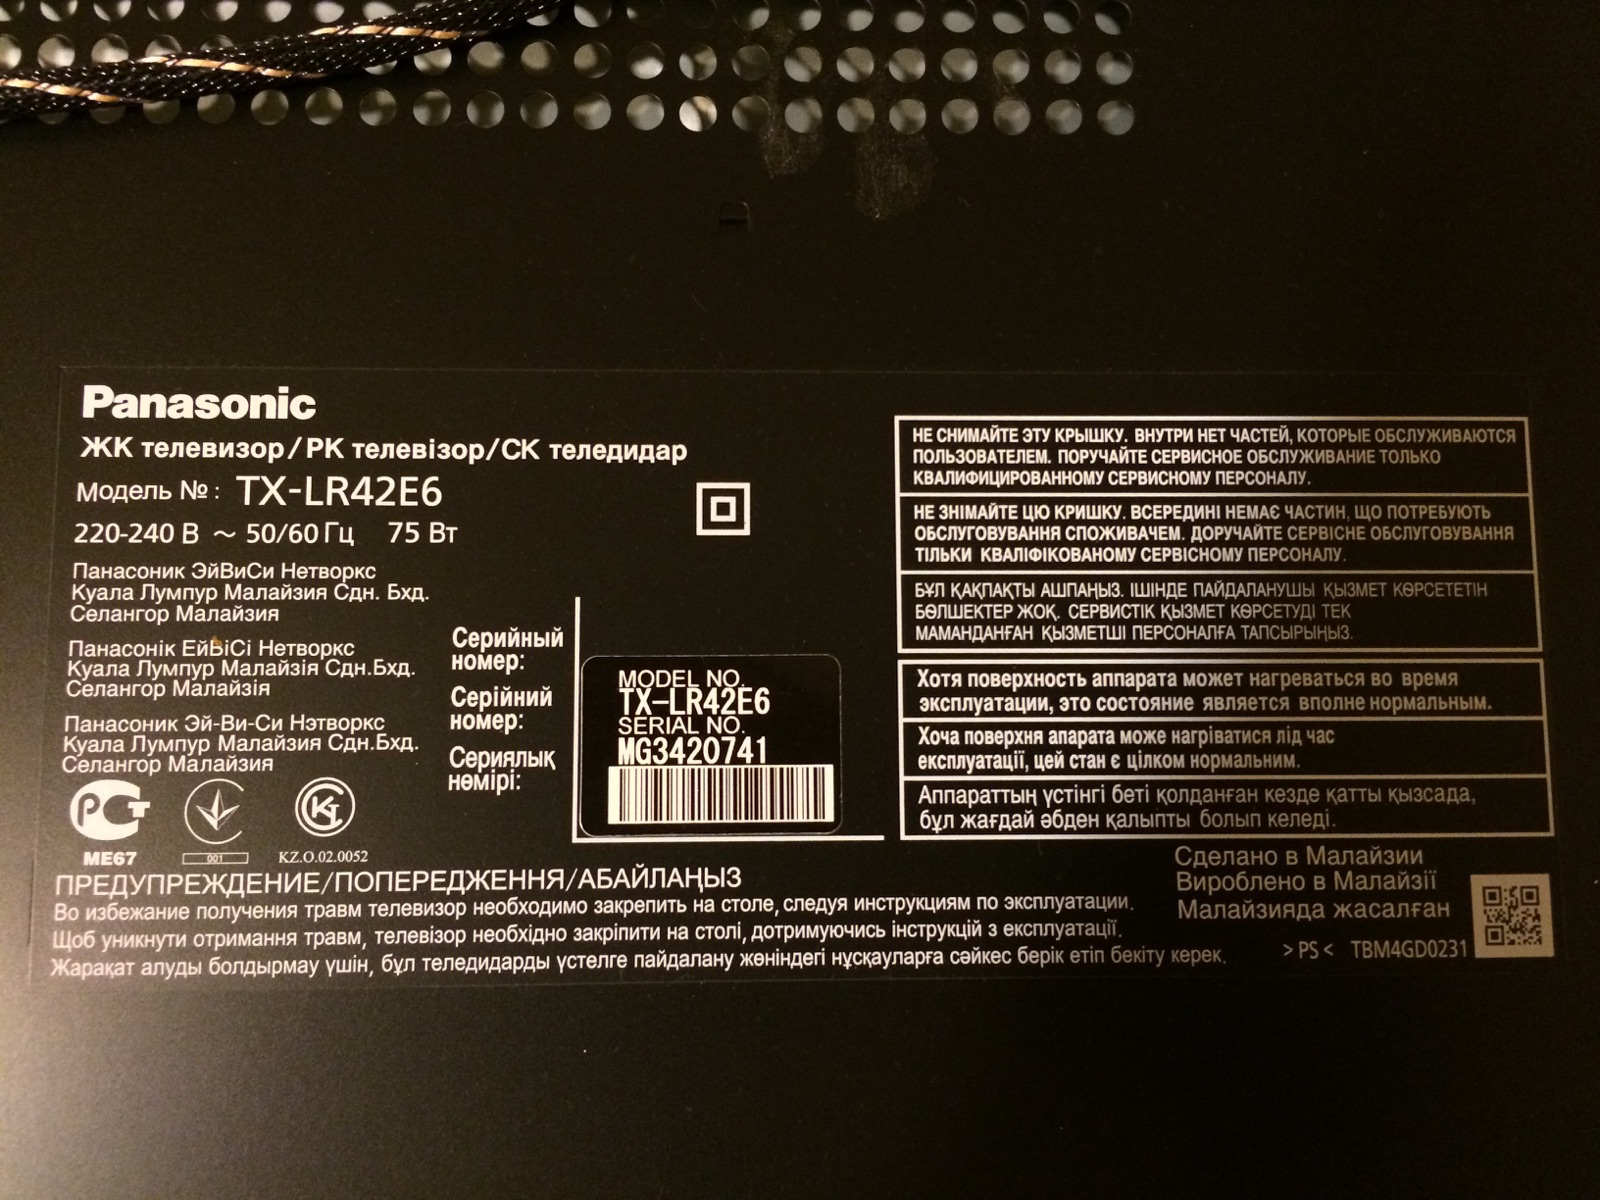 Panasonic
ЖК телевизор/РК телевізор/СК теледидар
Модель №: TX-LR42E6
220-240 В ~ 50/60 Гц 75 Вт
Панасоник ЭйВиСи Нетворкс
Куала Лумпур Малайзия Сдн. Бхд.
Селангор Малайзия
Панасонік ЕйВіСі Нетворкс
Куала Лумпур Малайзія Сдн.Бхд.
Селангор Малайзія
Панасоник Эй-Ви-Си Нэтворкс
Куала Лумпур Малайзия Сдн.Бхд.
Селангор Малайзия
Серийный
номер:
Серійний
номер:
Сериялық
нөмірі:
MODEL NO.
TX-LR42E6
SERIAL NO.
MG3420741
РСТ
ME67
001
KZ.O.02.0052
НЕ СНИМАЙТЕ ЭТУ КРЫШКУ. ВНУТРИ НЕТ ЧАСТЕЙ, КОТОРЫЕ ОБСЛУЖИВАЮТСЯ
ПОЛЬЗОВАТЕЛЕМ. ПОРУЧАЙТЕ СЕРВИСНОЕ ОБСЛУЖИВАНИЕ ТОЛЬКО
КВАЛИФИЦИРОВАННОМУ СЕРВИСНОМУ ПЕРСОНАЛУ.
НЕ ЗНІМАЙТЕ ЦЮ КРИШКУ. ВСЕРЕДИНІ НЕМАЄ ЧАСТИН, ЩО ПОТРЕБУЮТЬ
ОБСЛУГОВУВАННЯ СПОЖИВАЧЕМ. ДОРУЧАЙТЕ СЕРВІСНЕ ОБСЛУГОВУВАННЯ
ТІЛЬКИ КВАЛІФІКОВАНОМУ СЕРВІСНОМУ ПЕРСОНАЛУ.
БҰЛ ҚАҚПАҚТЫ АШПАҢЫЗ. ІШІНДЕ ПАЙДАЛАНУШЫ ҚЫЗМЕТ КӨРСЕТЕТІН
БӨЛШЕКТЕР ЖОҚ. СЕРВИСТІК ҚЫЗМЕТ КӨРСЕТУДІ ТЕК
МАМАНДАНҒАН ҚЫЗМЕТШІ ПЕРСОНАЛҒА ТАПСЫРЫҢЫЗ.
Хотя поверхность аппарата может нагреваться во время
эксплуатации, это состояние является вполне нормальным.
Хоча поверхня апарата може нагріватися лід час
експлуатації, цей стан є цілком нормальним.
Аппараттың үстіңгі беті қолданған кезде қатты қызсада,
бұл жағдай әбден қалыпты болып келеді.
Сделано в Малайзии
Вироблено в Малайзії
Малайзияда жасалған
>PS< TBM4GD0231
ПРЕДУПРЕЖДЕНИЕ/ПОПЕРЕДЖЕННЯ/АБАЙЛАҢЫЗ
Во избежание получения травм телевизор необходимо закрепить на столе, следуя инструкциям по эксплуатации.
Щоб уникнути отримання травм, телевізор необхідно закріпити на столі, дотримуючись інструкцій з експлуатації.
Жарақат алуды болдырмау үшін, бұл теледидарды үстелге пайдалану жөніндегі нұсқауларға сәйкес берік етіп бекіту керек.